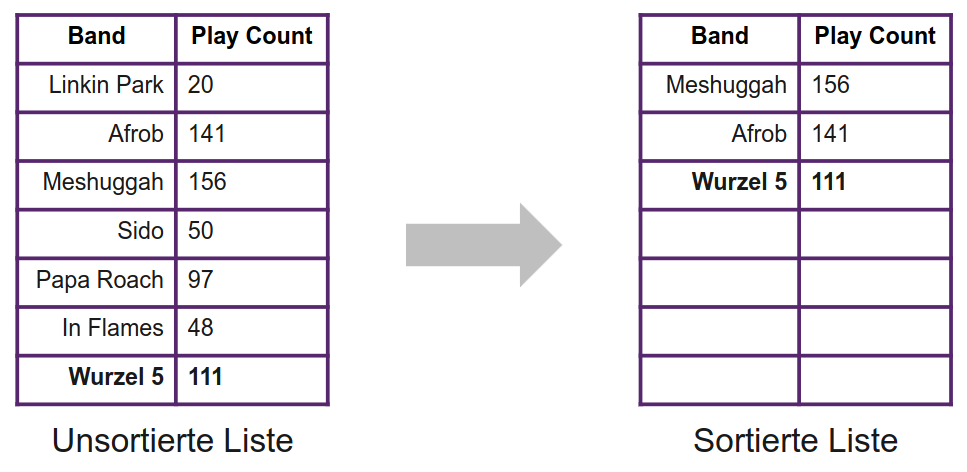 Band Play Count
Linkin Park 20
Afrob 141
Meshuggah 156
Sido 50
Papa Roach 97
In Flames 48
Wurzel 5 111
Unsortierte Liste
Band Play Count
Meshuggah 156
Afrob 141
Wurzel 5 111
Sortierte Liste